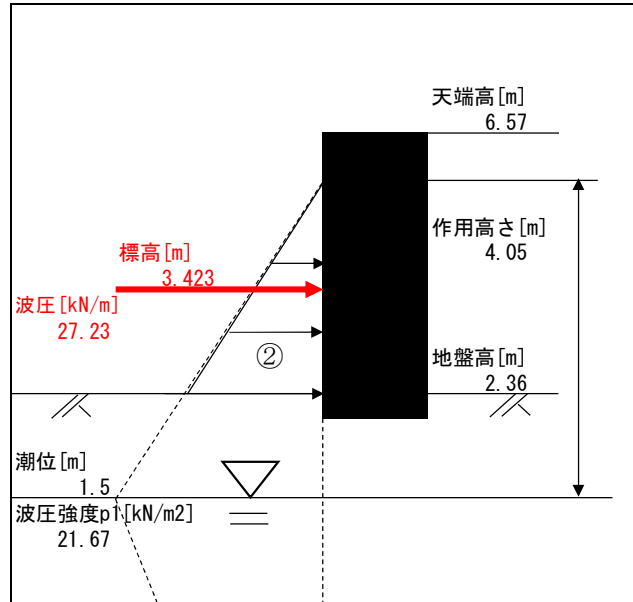 天端高[m]
6.57
標高[m]
3.423
作用高さ[m]
4.05
波圧[kN/m]
27.23
②
地盤高[m]
2.36
潮位[m]
1.5
波圧強度p1[kN/m2]
21.67